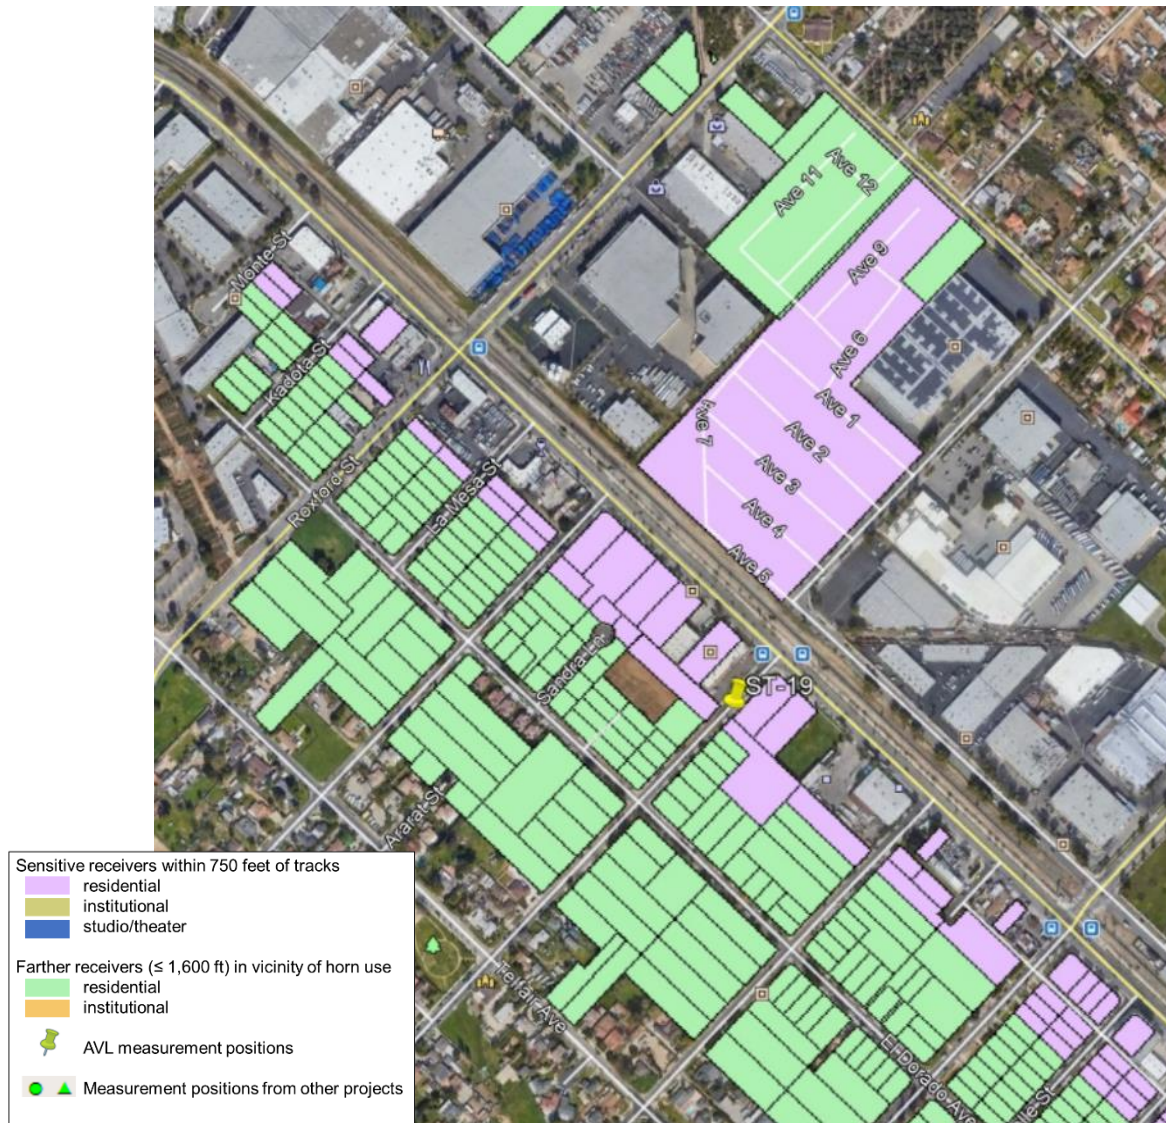 Ave 12
Ave 11
Ave 9
Monte St
Ave 6
Kadota St
Ave 1
Ave 7
Ave 2
Ave 3
Roxford St
La Mesa St
Ave 4
Ave 5
Sandra Ln
ST-19
Ararat St
Telfair Ave
El Dorado Ave
Sensitive receivers within 750 feet of tracks
residential
institutional
studio/theater
Farther receivers (≤ 1,600 ft) in vicinity of horn use
residential
institutional
AVL measurement positions
Measurement positions from other projects